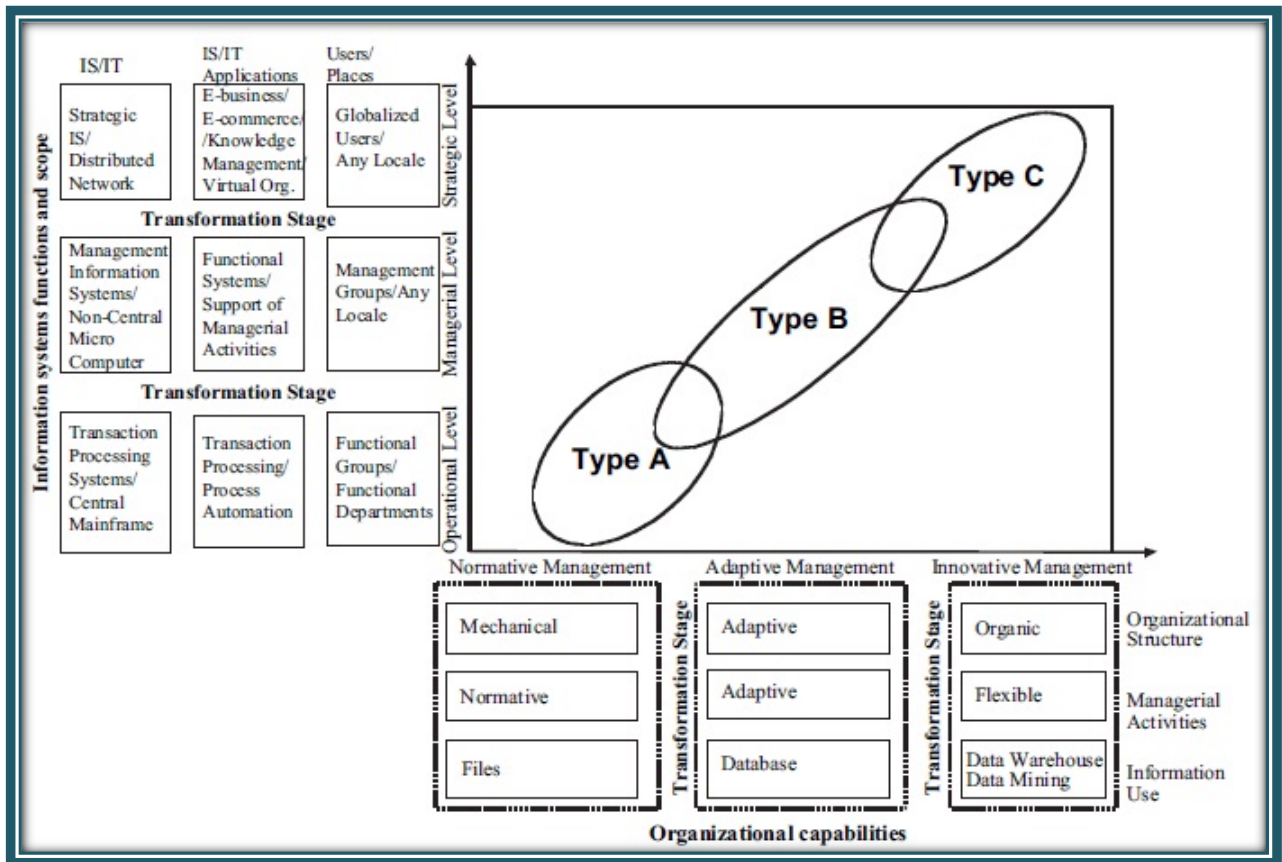 IS/IT
IS/IT
Applications
Users/
Places
Information systems functions and scope
Strategic
IS/
Distributed
Network
E-business/
E-commerce/
/Knowledge
Management/
Virtual Org.
Globalized
Users/
Any Locale
Strategic Level
Transformation Stage
Management
Information
Systems/
Non-Central
Micro
Computer
Functional
Systems/
Support of
Managerial
Activities
Management
Groups/Any
Locale
Managerial Level
Transformation Stage
Transaction
Processing
Systems/
Central
Mainframe
Transaction
Processing/
Process
Automation
Functional
Groups/
Functional
Departments
Operational Level
Type C
Type B
Type A
Normative Management
Adaptive Management
Innovative Management
Mechanical
Normative
Files
Transformation Stage
Adaptive
Adaptive
Database
Transformation Stage
Organic
Flexible
Data Warehouse
Data Mining
Organizational
Structure
Managerial
Activities
Information
Use
Organizational capabilities